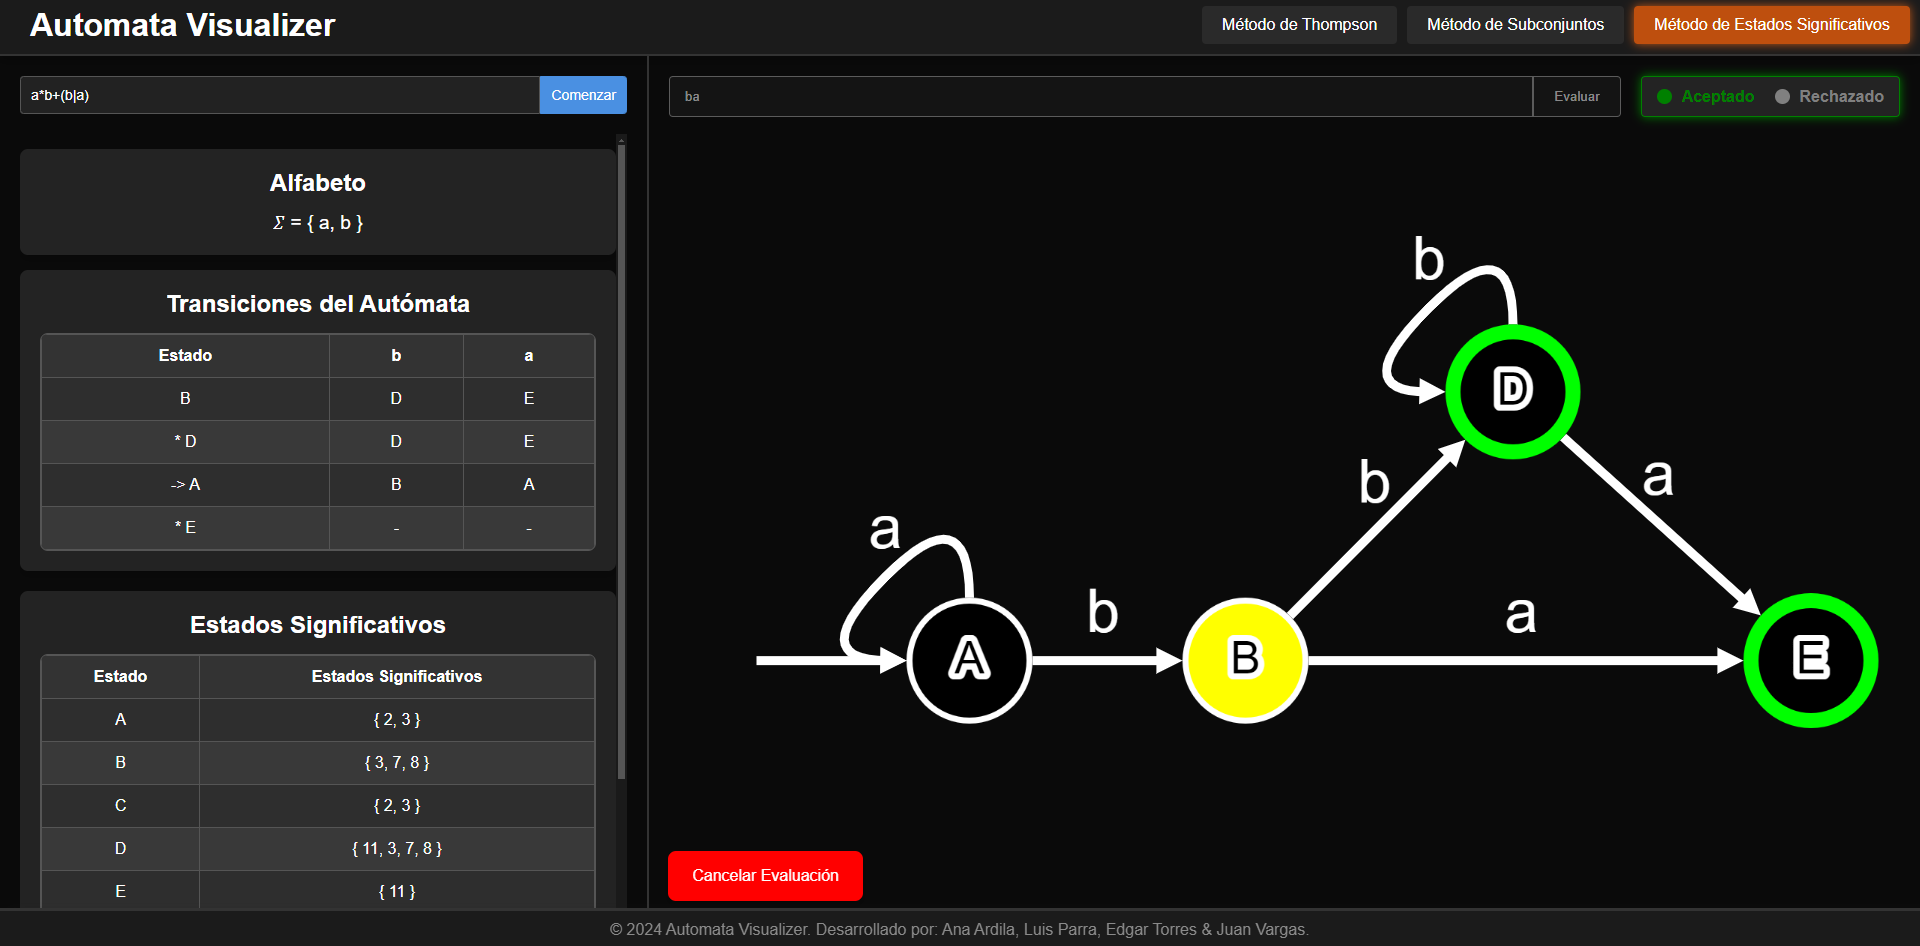 Automata Visualizer
Método de Thompson
Método de Subconjuntos
Método de Estados Significativos
a*b+(b|a)
Comenzar
ba
Evaluar
Aceptado
Rechazado
Alfabeto
Σ = { a, b }
Transiciones del Autómata
Estado b a
B D E
* D D E
-> A B A
* E - -
Estados Significativos
Estado Estados Significativos
A { 2, 3 }
B { 3, 7, 8 }
C { 2, 3 }
D { 11, 3, 7, 8 }
E { 11 }
b
D
b
a
a
b
a
A
B
E
Cancelar Evaluación
© 2024 Automata Visualizer. Desarrollado por: Ana Ardila, Luis Parra, Edgar Torres & Juan Vargas.